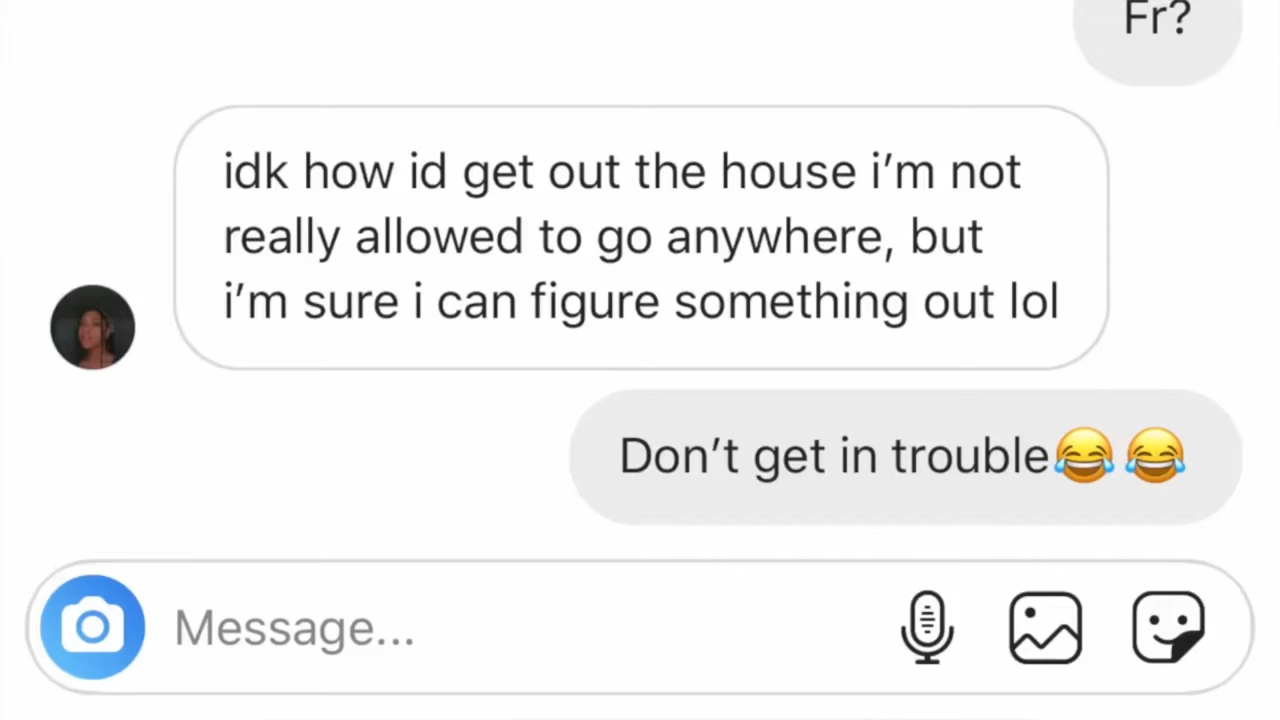 Fr?
idk how id get out the house i’m not
really allowed to go anywhere, but
i’m sure i can figure something out lol
Don’t get in trouble😂 😂
Message...